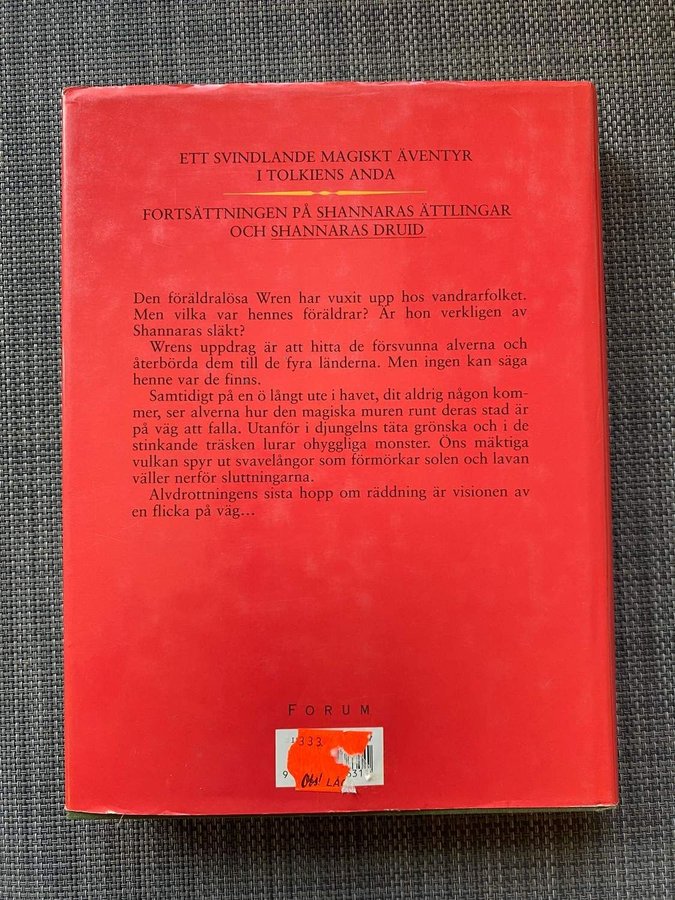 ETT SVINDLANDE MAGISKT ÄVENTYR
I TOLKIENS ANDA
FORTSÄTTNINGEN PÅ SHANNARAS ÄTTLINGAR
OCH SHANNARAS DRUID
Den föräldralösa Wren har vuxit upp hos vandrarfolket.
Men vilka var hennes föräldrar? Är hon verkligen av
Shannaras släkt?
Wrens uppdrag är att hitta de försvunna alverna och
återbörda dem till de fyra länderna. Men ingen kan säga
henne var de finns.
Samtidigt på en ö långt ute i havet, dit aldrig någon kom-
mer, ser alverna hur den magiska muren runt deras stad är
på väg att falla. Utanför i djungelns täta grönska och i de
stinkande träsken lurar ohyggliga monster. Öns mäktiga
vulkan spyr ut svavelångor som förmörkar solen och lavan
väller nerför sluttningarna.
Alvdrottningens sista hopp om räddning är visionen av
en flicka på väg...
FORUM
333
9
Obs!